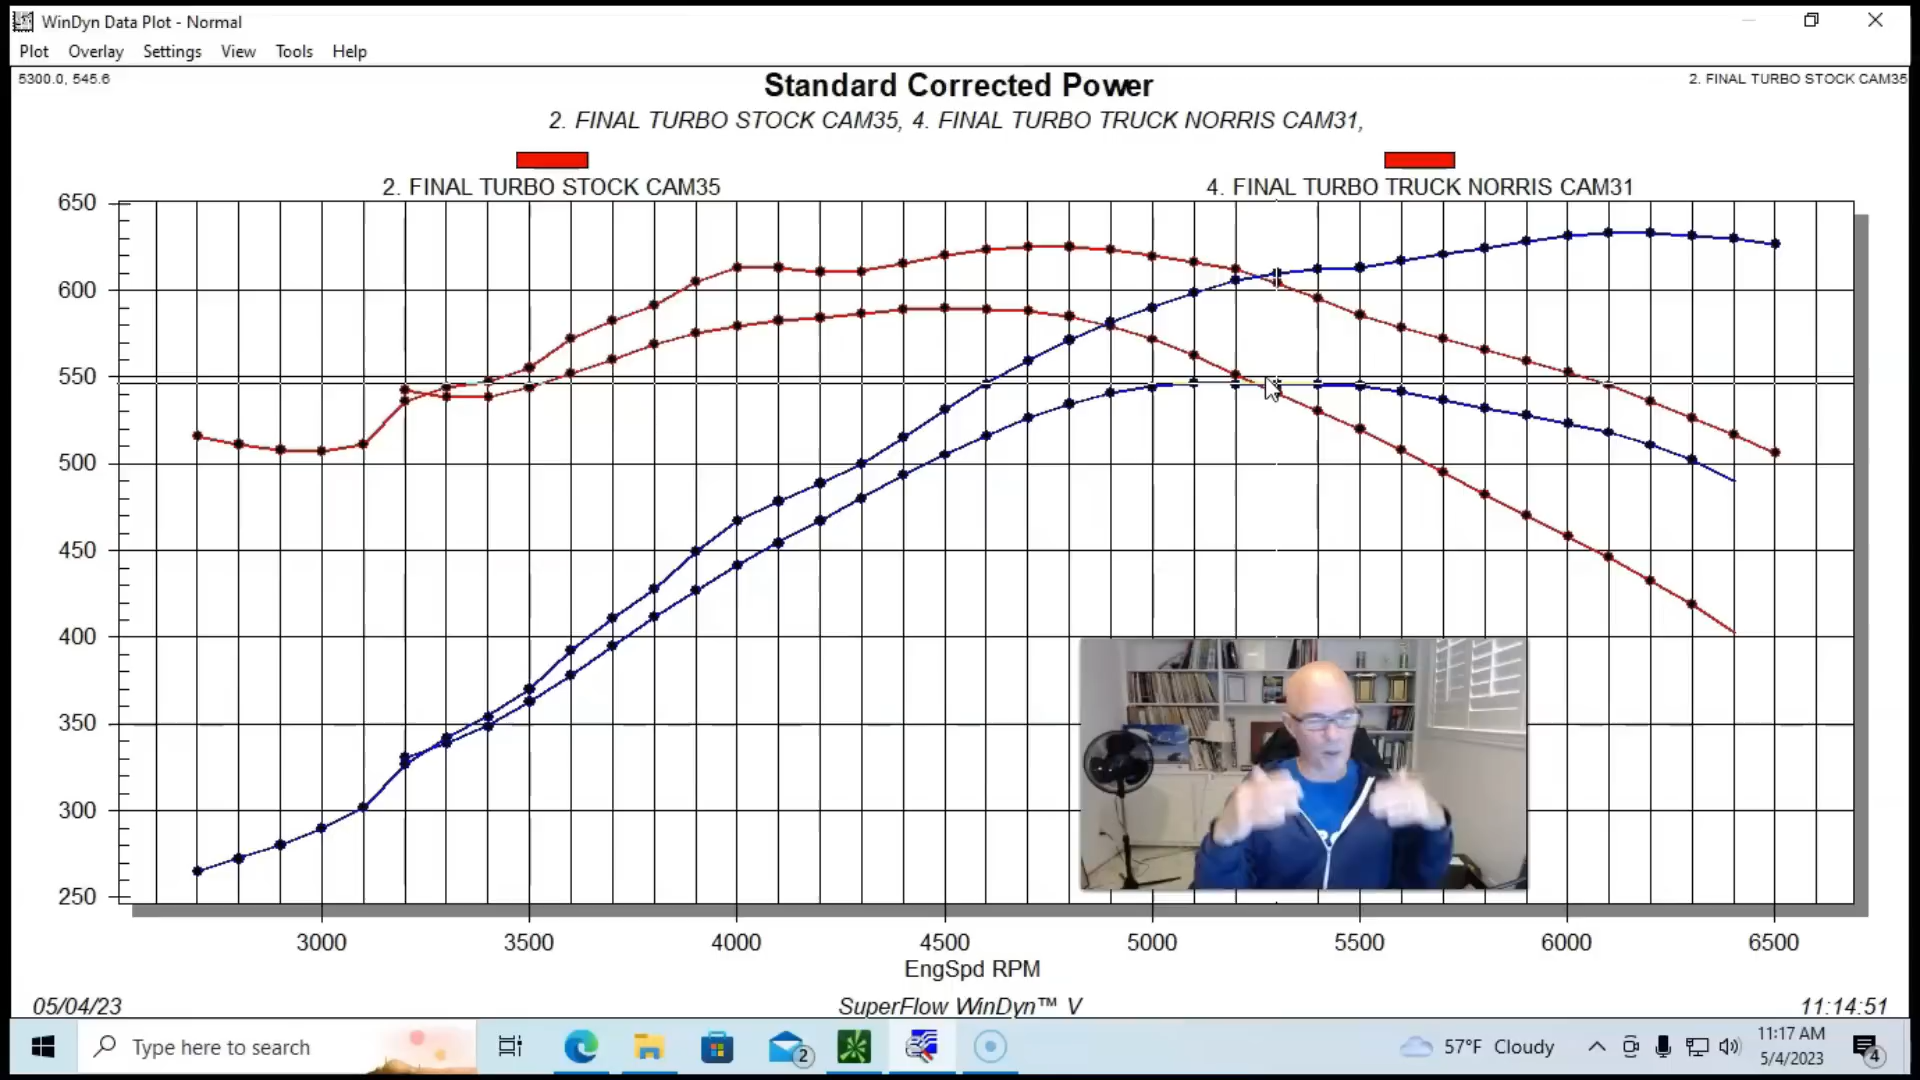 WinDyn Data Plot - Normal
Plot Overlay Settings View Tools Help
5300.0, 545.6
Standard Corrected Power
2. FINAL TURBO STOCK CAM35
2. FINAL TURBO STOCK CAM35, 4. FINAL TURBO TRUCK NORRIS CAM31,
2. FINAL TURBO STOCK CAM35
4. FINAL TURBO TRUCK NORRIS CAM31
650
600
550
500
450
400
350
300
250
3000 3500 4000 4500 5000 5500 6000 6500
EngSpd RPM
05/04/23
SuperFlow WinDyn™ V
11:14:51
Type here to search
2
57°F Cloudy
11:17 AM
5/4/2023
4